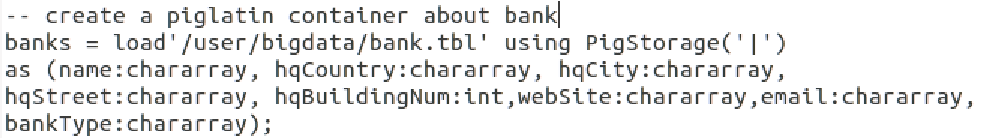 -- create a piglatin container about bank
banks = load'/user/bigdata/bank.tbl' using PigStorage('|')
as (name:chararray, hqCountry:chararray, hqCity:chararray,
hqStreet:chararray, hqBuildingNum:int,webSite:chararray,email:chararray,
bankType:chararray);